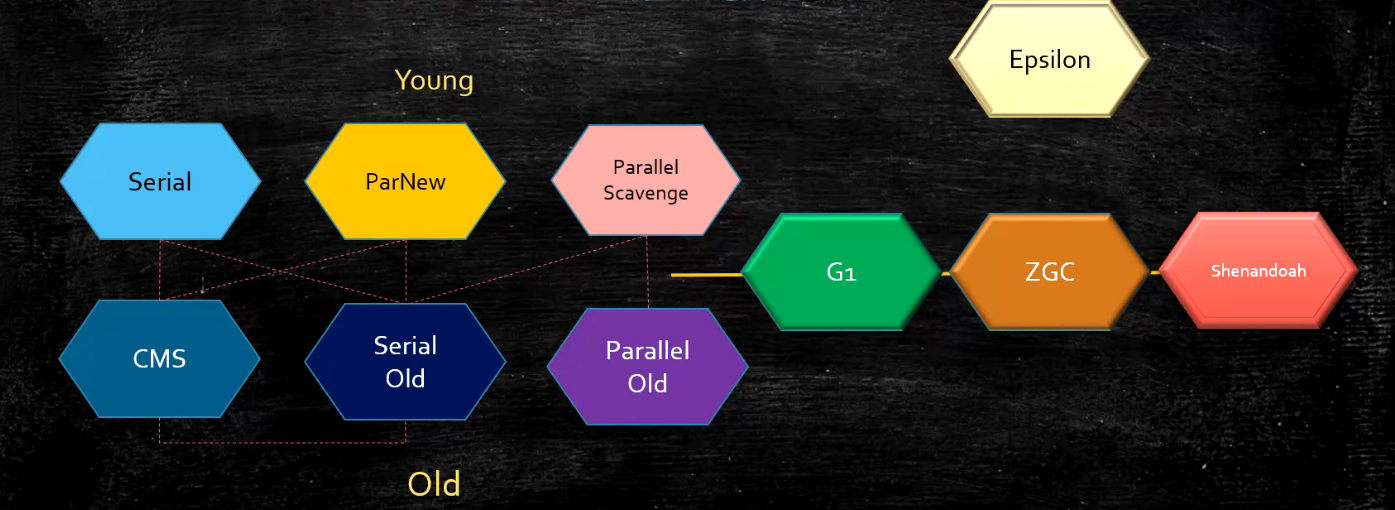 Epsilon
Young
Serial
ParNew
Parallel
Scavenge
G1
ZGC
Shenandoah
CMS
Serial
Old
Parallel
Old
Old